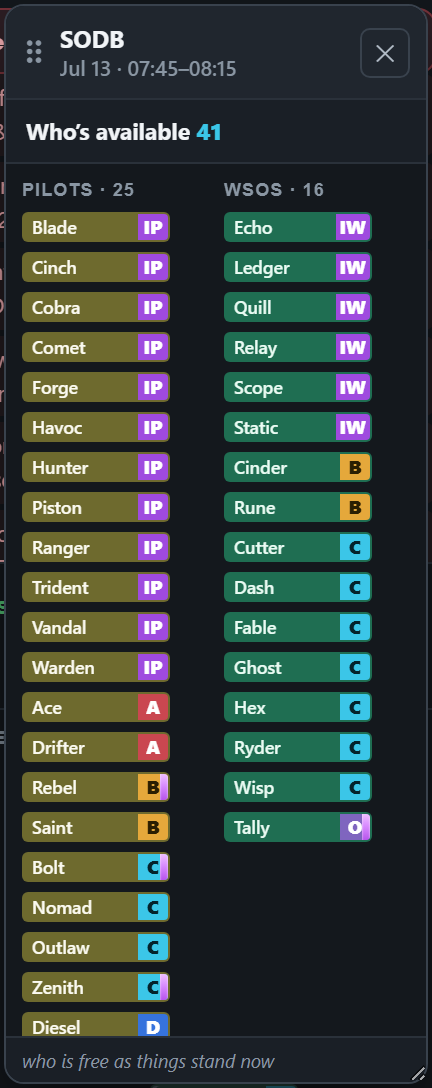 SODB
Jul 13 · 07:45–08:15
Who's available 41
PILOTS · 25
Blade IP
Cinch IP
Cobra IP
Comet IP
Forge IP
Havoc IP
Hunter IP
Piston IP
Ranger IP
Trident IP
Vandal IP
Warden IP
Ace A
Drifter A
Rebel B
Saint B
Bolt C
Nomad C
Outlaw C
Zenith C
Diesel D
WSOS · 16
Echo IW
Ledger IW
Quill IW
Relay IW
Scope IW
Static IW
Cinder B
Rune B
Cutter C
Dash C
Fable C
Ghost C
Hex C
Ryder C
Wisp C
Tally O
who is free as things stand now